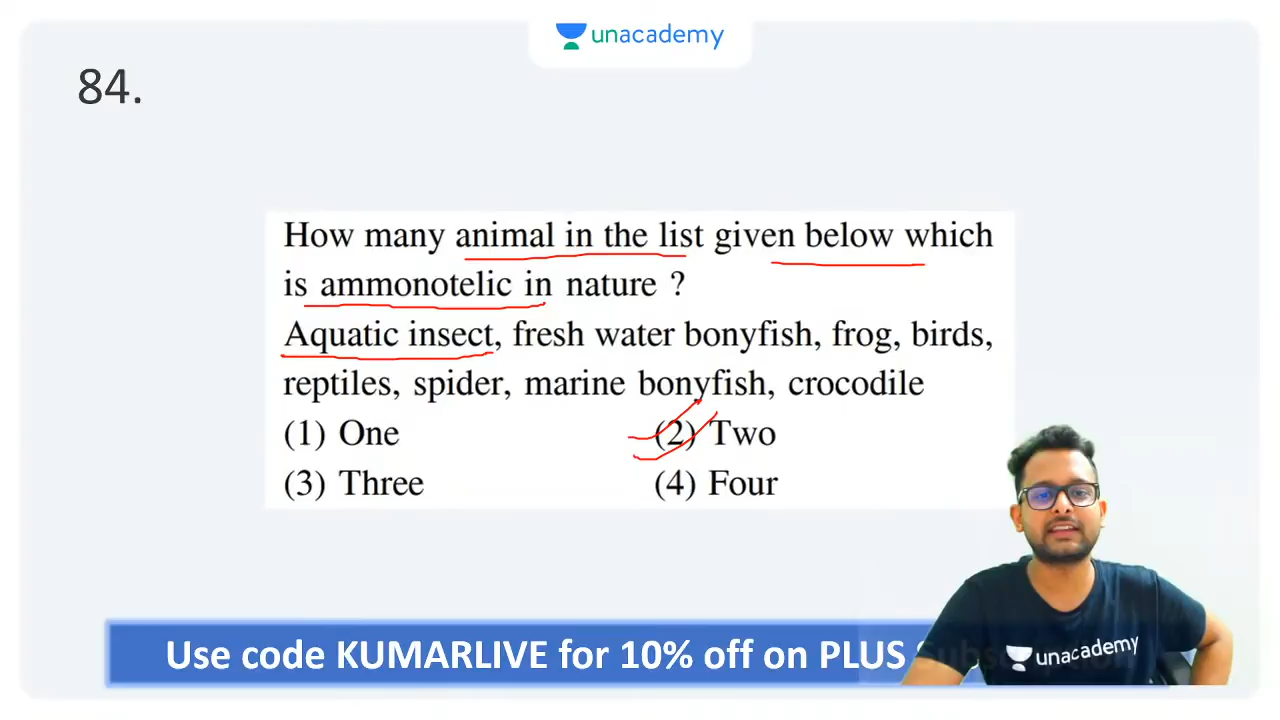 unacademy
84.
How many animal in the list given below which
is ammonotelic in nature ?
Aquatic insect, fresh water bonyfish, frog, birds,
reptiles, spider, marine bonyfish, crocodile
(1) One (2) Two
(3) Three (4) Four
Use code KUMARLIVE for 10% off on PLUS
unacademy